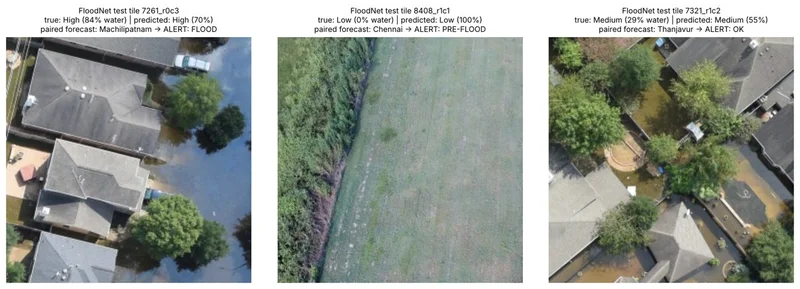 FloodNet test tile 7261_r0c3
true: High (84% water) | predicted: High (70%)
paired forecast: Machilipatnam → ALERT: FLOOD
FloodNet test tile 8408_r1c1
true: Low (0% water) | predicted: Low (100%)
paired forecast: Chennai → ALERT: PRE-FLOOD
FloodNet test tile 7321_r1c2
true: Medium (29% water) | predicted: Medium (55%)
paired forecast: Thanjavur → ALERT: OK